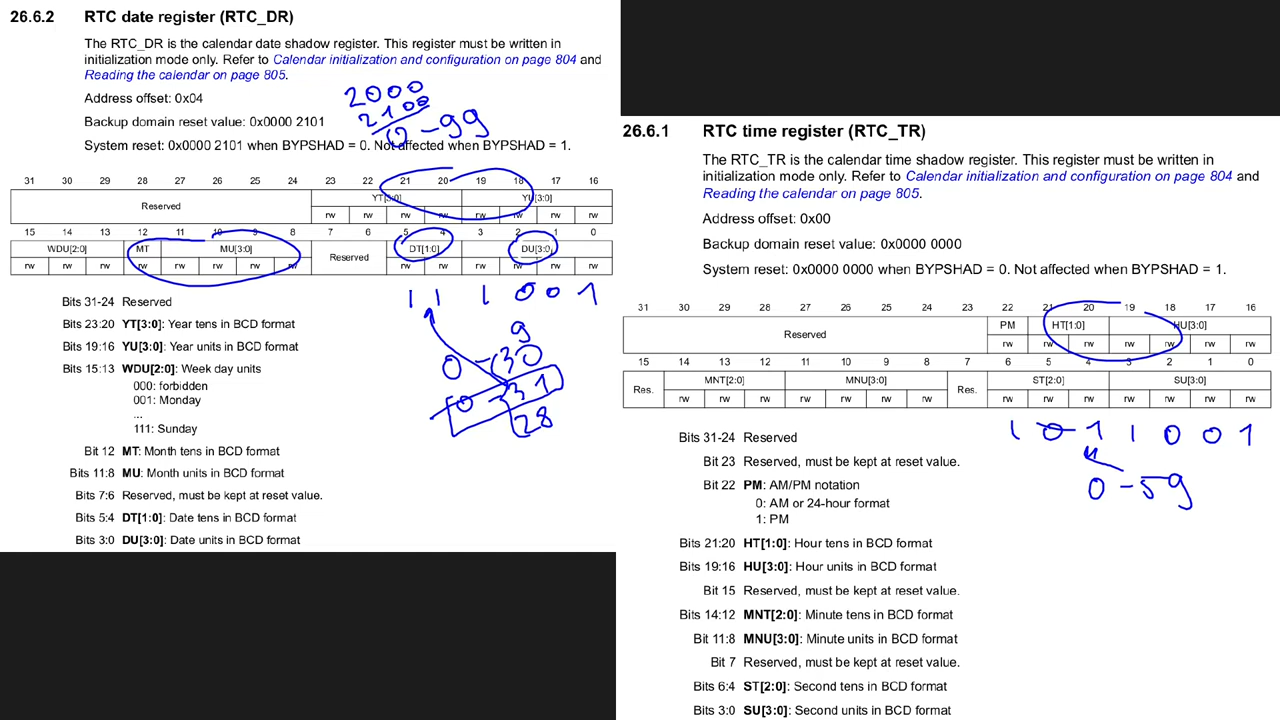 26.6.2 RTC date register (RTC_DR)
The RTC_DR is the calendar date shadow register. This register must be written in
initialization mode only. Refer to Calendar initialization and configuration on page 804 and
Reading the calendar on page 805.
Address offset: 0x04
Backup domain reset value: 0x0000 2101
System reset: 0x0000 2101 when BYPSHAD = 0. Not affected when BYPSHAD = 1.
2000
2100
0-99
31 30 29 28 27 26 25 24 23 22 21 20 19 18 17 16
Reserved YT[3:0] YU[3:0]
rw rw rw rw rw rw rw rw
15 14 13 12 11 10 9 8 7 6 5 4 3 2 1 0
WDU[2:0] MT MU[3:0] Reserved DT[1:0] DU[3:0]
rw rw rw rw rw rw rw rw rw rw rw rw rw rw
1 1 1 0 0 1
9
0-30
0-31
28
Bits 31-24 Reserved
Bits 23:20 YT[3:0]: Year tens in BCD format
Bits 19:16 YU[3:0]: Year units in BCD format
Bits 15:13 WDU[2:0]: Week day units
000: forbidden
001: Monday
...
111: Sunday
Bit 12 MT: Month tens in BCD format
Bits 11:8 MU: Month units in BCD format
Bits 7:6 Reserved, must be kept at reset value.
Bits 5:4 DT[1:0]: Date tens in BCD format
Bits 3:0 DU[3:0]: Date units in BCD format
26.6.1 RTC time register (RTC_TR)
The RTC_TR is the calendar time shadow register. This register must be written in
initialization mode only. Refer to Calendar initialization and configuration on page 804 and
Reading the calendar on page 805.
Address offset: 0x00
Backup domain reset value: 0x0000 0000
System reset: 0x0000 0000 when BYPSHAD = 0. Not affected when BYPSHAD = 1.
31 30 29 28 27 26 25 24 23 22 21 20 19 18 17 16
Reserved PM HT[1:0] HU[3:0]
rw rw rw rw rw rw rw
15 14 13 12 11 10 9 8 7 6 5 4 3 2 1 0
Res. MNT[2:0] MNU[3:0] Res. ST[2:0] SU[3:0]
rw rw rw rw rw rw rw rw rw rw rw rw rw rw
1 0 1 1 0 0 1
0-59
Bits 31-24 Reserved
Bit 23 Reserved, must be kept at reset value.
Bit 22 PM: AM/PM notation
0: AM or 24-hour format
1: PM
Bits 21:20 HT[1:0]: Hour tens in BCD format
Bits 19:16 HU[3:0]: Hour units in BCD format
Bit 15 Reserved, must be kept at reset value.
Bits 14:12 MNT[2:0]: Minute tens in BCD format
Bit 11:8 MNU[3:0]: Minute units in BCD format
Bit 7 Reserved, must be kept at reset value.
Bits 6:4 ST[2:0]: Second tens in BCD format
Bits 3:0 SU[3:0]: Second units in BCD format